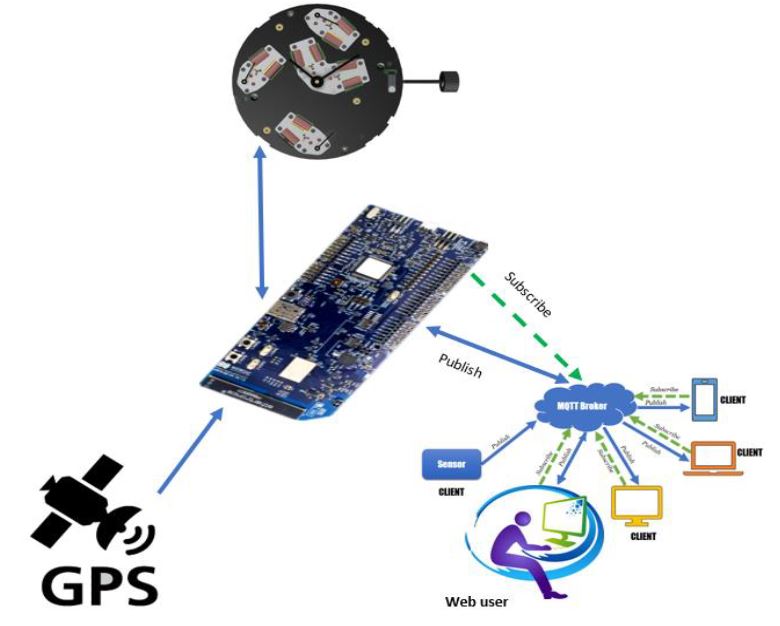 Subscribe
Publish
MQTT Broker
Subscribe
Publish
CLIENT
Subscribe
Publish
CLIENT
Publish
Sensor
CLIENT
Subscribe
Publish
Subscribe
Publish
CLIENT
GPS
Web user